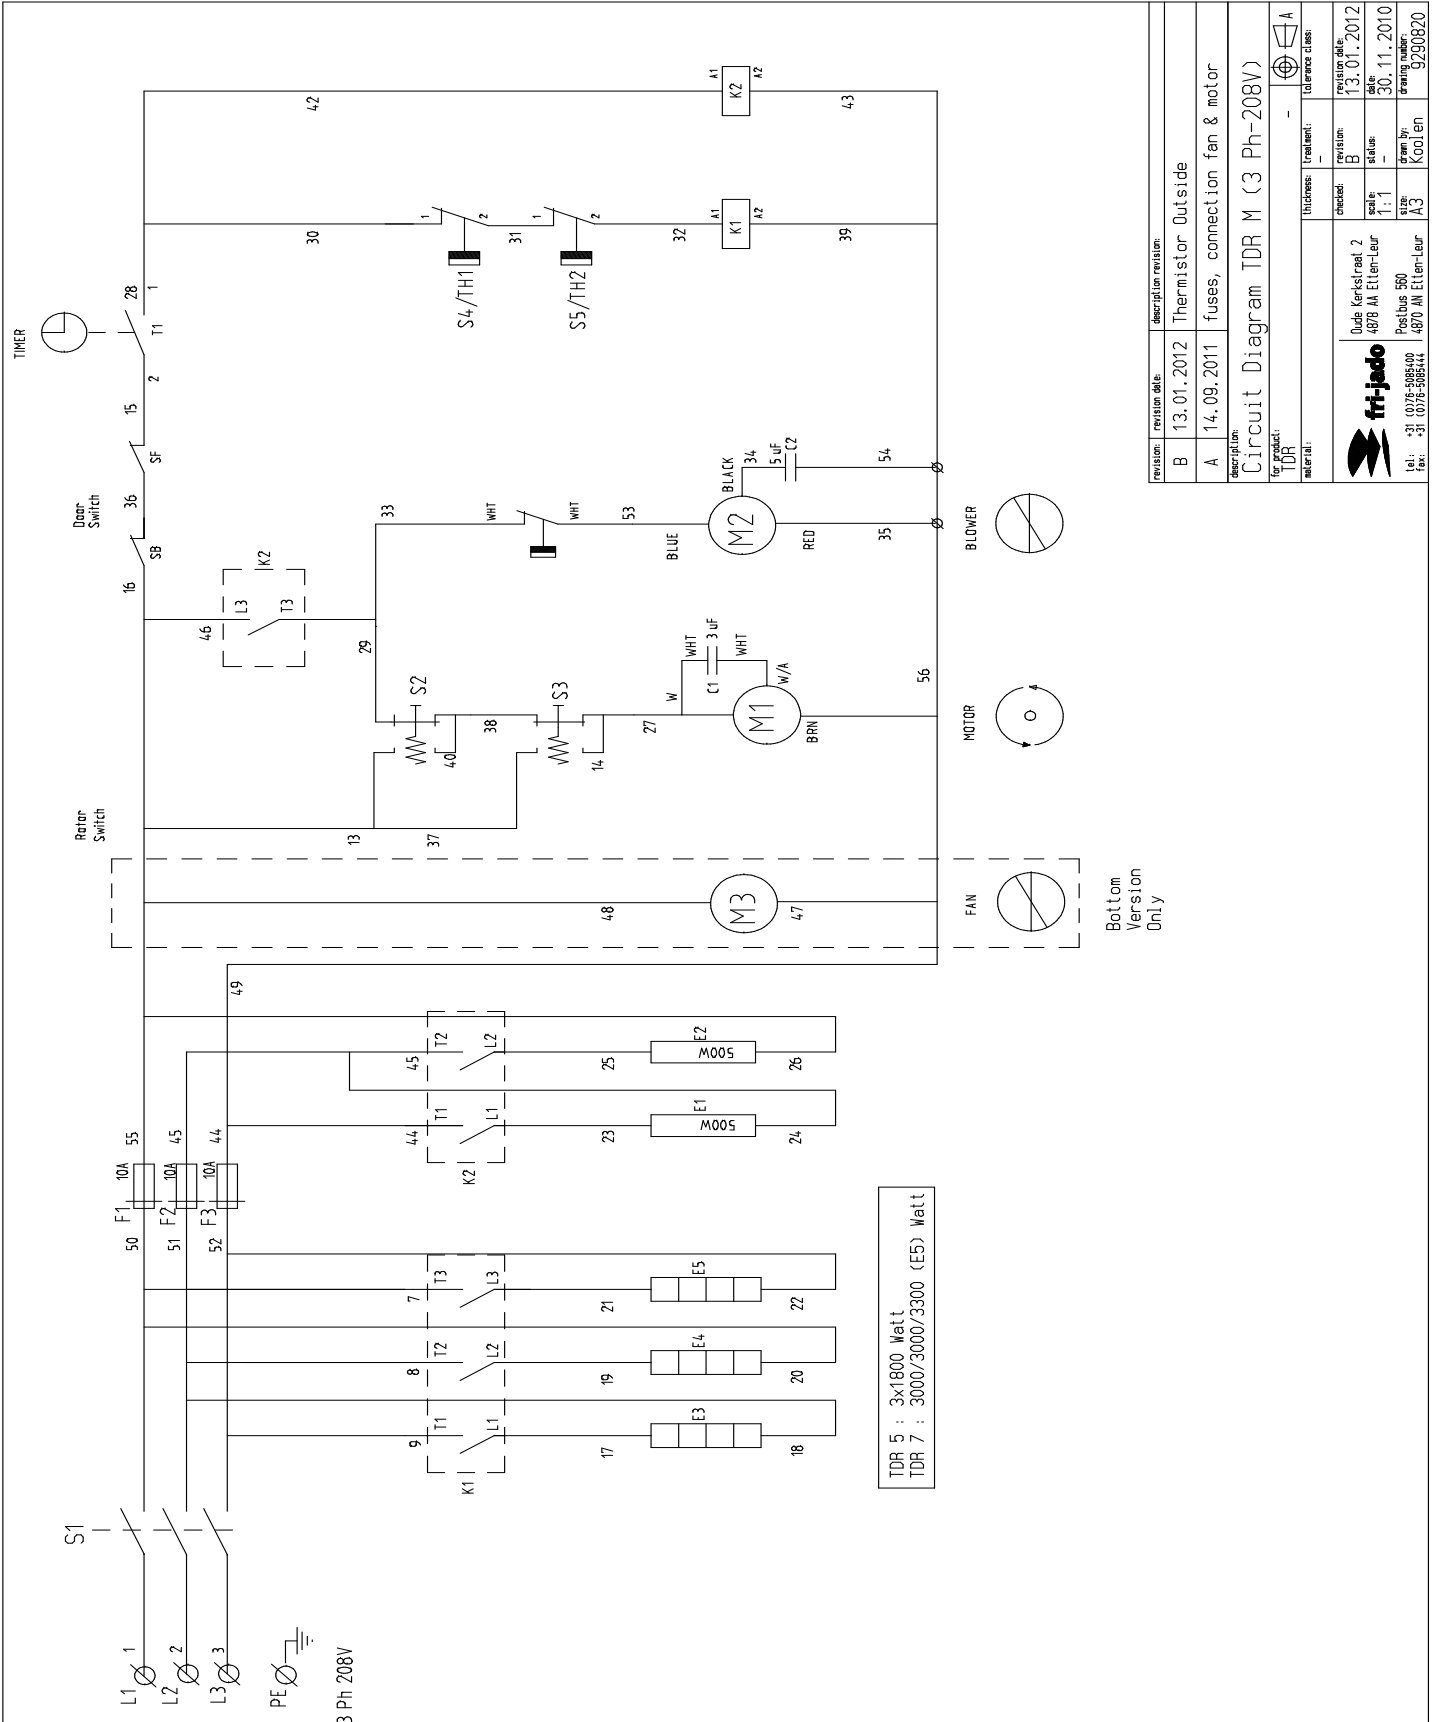 L1
1
L2
2
L3
3
PE
3 Ph 208V
S1
K1
9
T1
L1
17
E3
18
8
T2
L2
19
E4
20
7
T3
L3
21
E5
22
TDR 5 : 3x1800 Watt
TDR 7 : 3000/3000/3300 (E5) Watt
50
F1
10A
55
51
F2
10A
45
52
F3
10A
44
K2
44
T1
L1
23
E1
500W
24
45
T2
L2
25
E2
500W
26
49
48
M3
47
FAN
Bottom
Version
Only
Rotor
Switch
13
37
40
S2
38
14
S3
27
W
WHT
C1
3 uF
WHT
W/A
M1
BRN
MOTOR
56
46
L3
T3
K2
29
33
WHT
WHT
53
BLUE
M2
BLACK
34
5 uF
C2
54
RED
35
BLOWER
16
SB
Door
Switch
36
SF
15
2
T1
TIMER
28
1
30
1
2
S4/TH1
31
1
2
S5/TH2
32
A1
K1
A2
39
42
A1
K2
A2
43
revision:
revision date:
description revision:
B
13.01.2012
Thermistor Outside
A
14.09.2011
fuses, connection fan & motor
description:
Circuit Diagram TDR M (3 Ph-208V)
for product:
TDR
-
A
material:
thickness:
treatment:
-
tolerance class:
checked:
revision:
B
revision date:
13.01.2012
scale:
1:1
status:
-
date:
30.11.2010
size:
A3
drawn by:
Koolen
drawing number:
9290820
fri-jado
Oude Kerkstraat 2
4878 AA Etten-Leur
Postbus 560
4870 AN Etten-Leur
tel.: +31 (0)76-5085400
fax: +31 (0)76-5085444